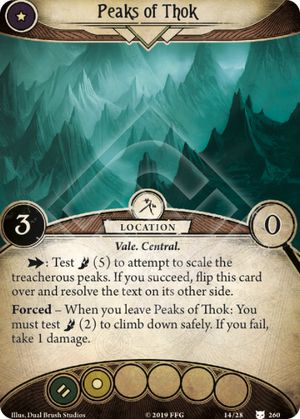 Peaks of Thok
3
LOCATION
0
Vale. Central.
: Test (5) to attempt to scale the
treacherous peaks. If you succeed, flip this card
over and resolve the text on its other side.
Forced – When you leave Peaks of Thok: You
must test (2) to climb down safely. If you fail,
take 1 damage.
Illus. Dual Brush Studios
© 2019 FFG
14/28
260